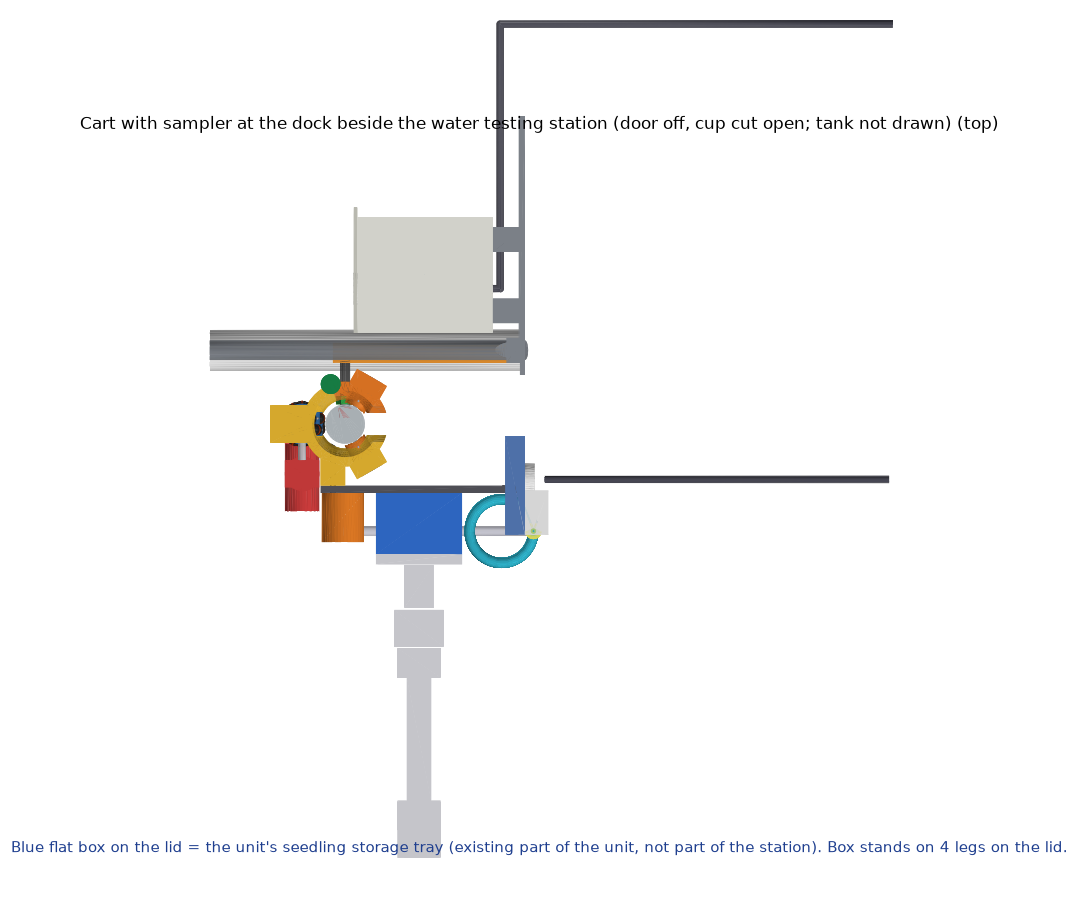 Cart with sampler at the dock beside the water testing station (door off, cup cut open; tank not drawn) (top)
Blue flat box on the lid = the unit's seedling storage tray (existing part of the unit, not part of the station). Box stands on 4 legs on the lid.